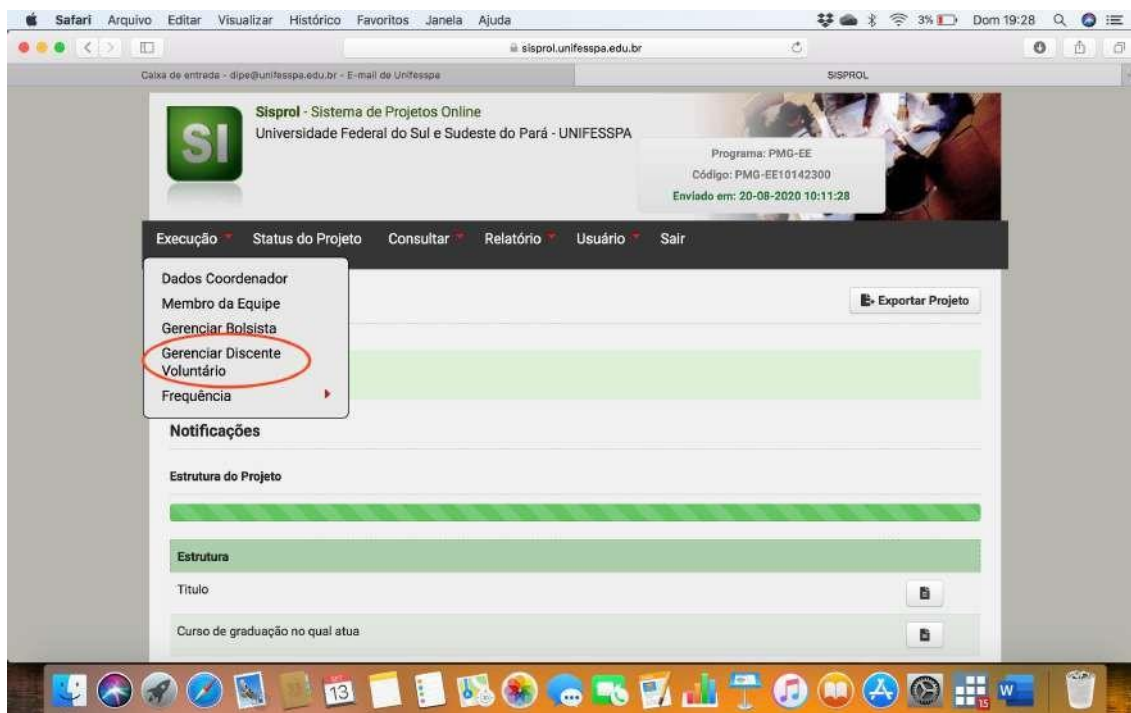 Safari Arquivo Editar Visualizar Histórico Favoritos Janela Ajuda 3% Dom 19:28
sisprol.unifesspa.edu.br
Caixa de entrada - dipe@unifesspa.edu.br - E-mail de Unifesspa SISPROL
SI
Sisprol - Sistema de Projetos Online
Universidade Federal do Sul e Sudeste do Pará - UNIFESSPA
Programa: PMG-EE
Código: PMG-EE10142300
Enviado em: 20-08-2020 10:11:28
Execução Status do Projeto Consultar Relatório Usuário Sair
Dados Coordenador
Membro da Equipe
Gerenciar Bolsista
Gerenciar Discente
Voluntário
Frequência
Exportar Projeto
Notificações
Estrutura do Projeto
Estrutura
Titulo
Curso de graduação no qual atua
13
15
W